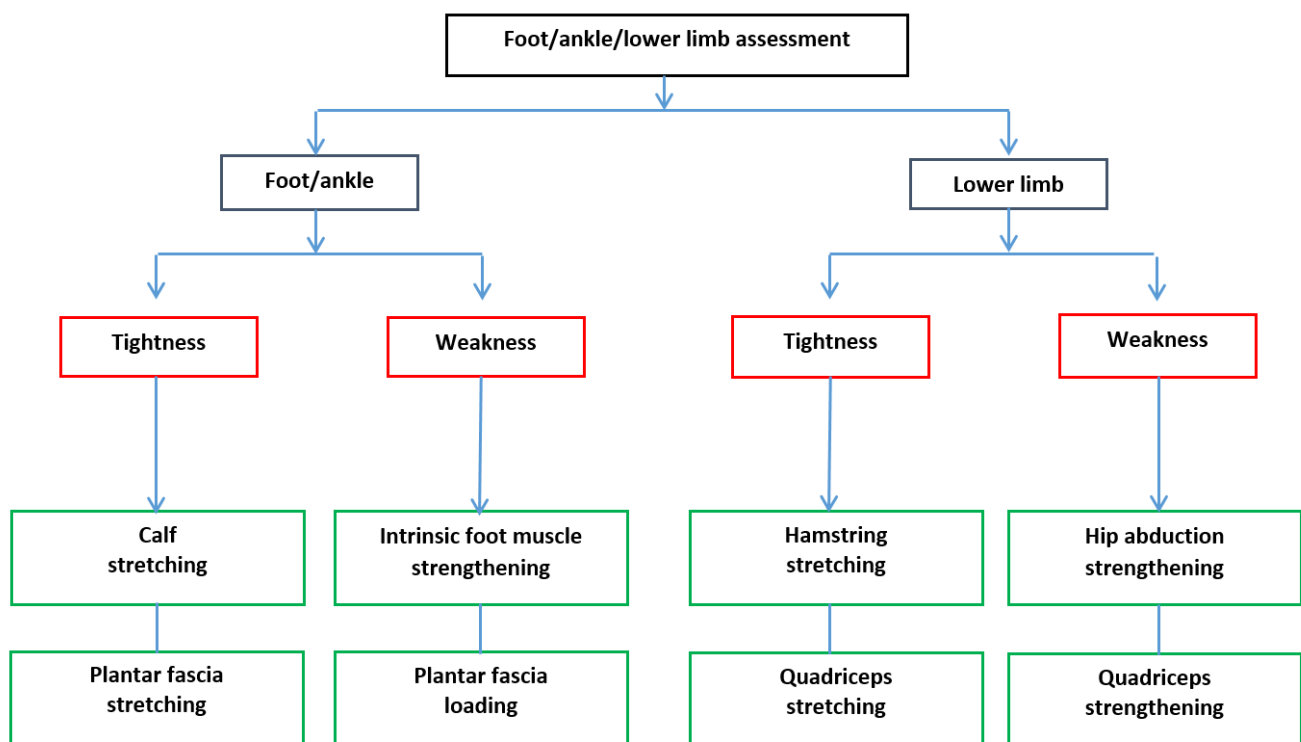 Foot/ankle/lower limb assessment
Foot/ankle
Lower limb
Tightness
Weakness
Tightness
Weakness
Calf
stretching
Intrinsic foot muscle
strengthening
Hamstring
stretching
Hip abduction
strengthening
Plantar fascia
stretching
Plantar fascia
loading
Quadriceps
stretching
Quadriceps
strengthening